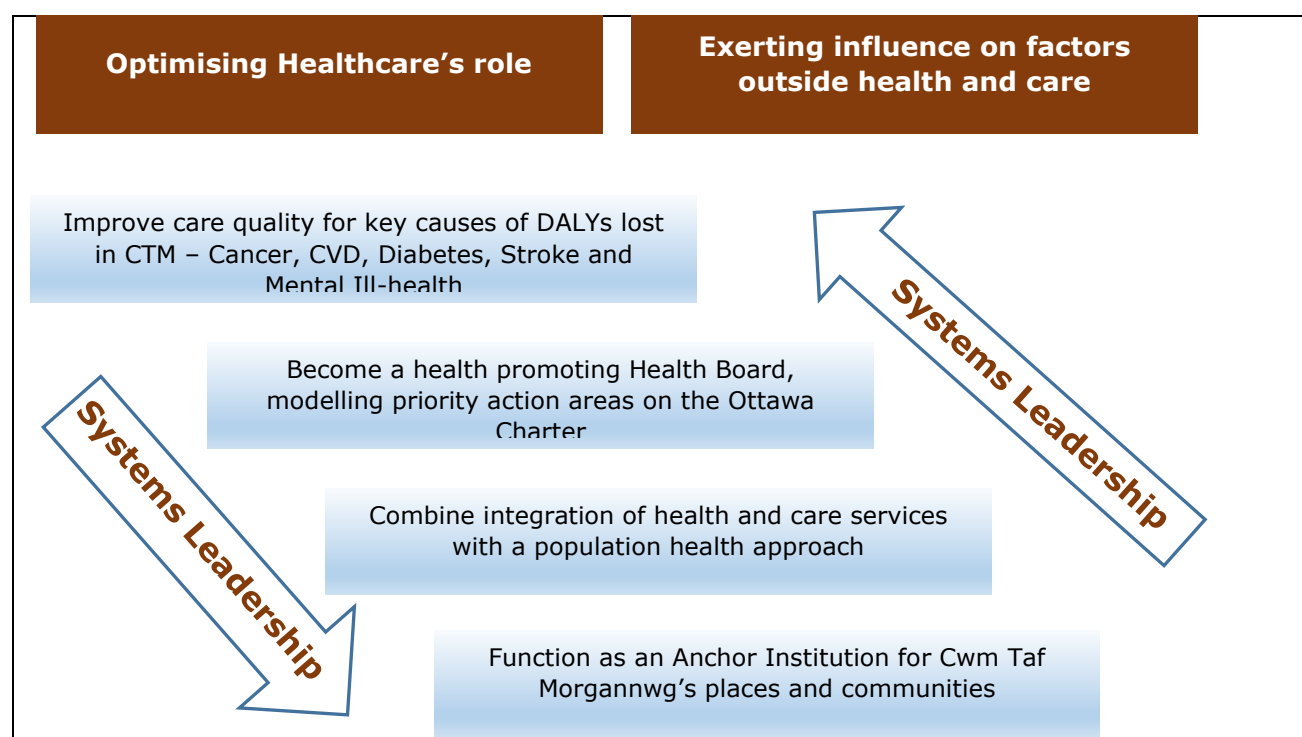 Optimising Healthcare’s role
Exerting influence on factors
outside health and care
Improve care quality for key causes of DALYs lost
in CTM – Cancer, CVD, Diabetes, Stroke and
Mental Ill-health
Systems Leadership
Become a health promoting Health Board,
modelling priority action areas on the Ottawa
Charter
Systems Leadership
Combine integration of health and care services
with a population health approach
Function as an Anchor Institution for Cwm Taf
Morgannwg’s places and communities